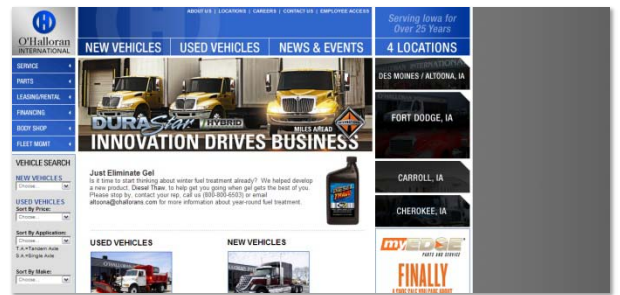 ABOUT US | LOCATIONS | CAREERS | CONTACT US | EMPLOYEE ACCESS
O'Halloran
INTERNATIONAL
NEW VEHICLES
USED VEHICLES
NEWS & EVENTS
Serving Iowa for
Over 25 Years
4 LOCATIONS
SERVICE
PARTS
LEASING/RENTAL
FINANCING
BODY SHOP
FLEET MGMT
DURAStar HYBRID
MILES AHEAD
INNOVATION DRIVES BUSINESS
DES MOINES / ALTOONA, IA
FORT DODGE, IA
CARROLL, IA
CHEROKEE, IA
VEHICLE SEARCH
NEW VEHICLES
Choose...
USED VEHICLES
Sort By Price:
Choose...
Sort By Application:
Choose...
T.A.=Tandem Axle
S.A.=Single Axle
Sort By Make:
Choose...
Just Eliminate Gel
Is it time to start thinking about winter fuel treatment already? We helped develop
a new product, Diesel Thaw, to help get you going when gel gets the best of you.
Please stop by, contact your rep, call us (800-800-6503) or email
altoona@ohallorans.com for more information about year-round fuel treatment.
USED VEHICLES
NEW VEHICLES
myEDGE
PARTS AND SERVICE
FINALLY